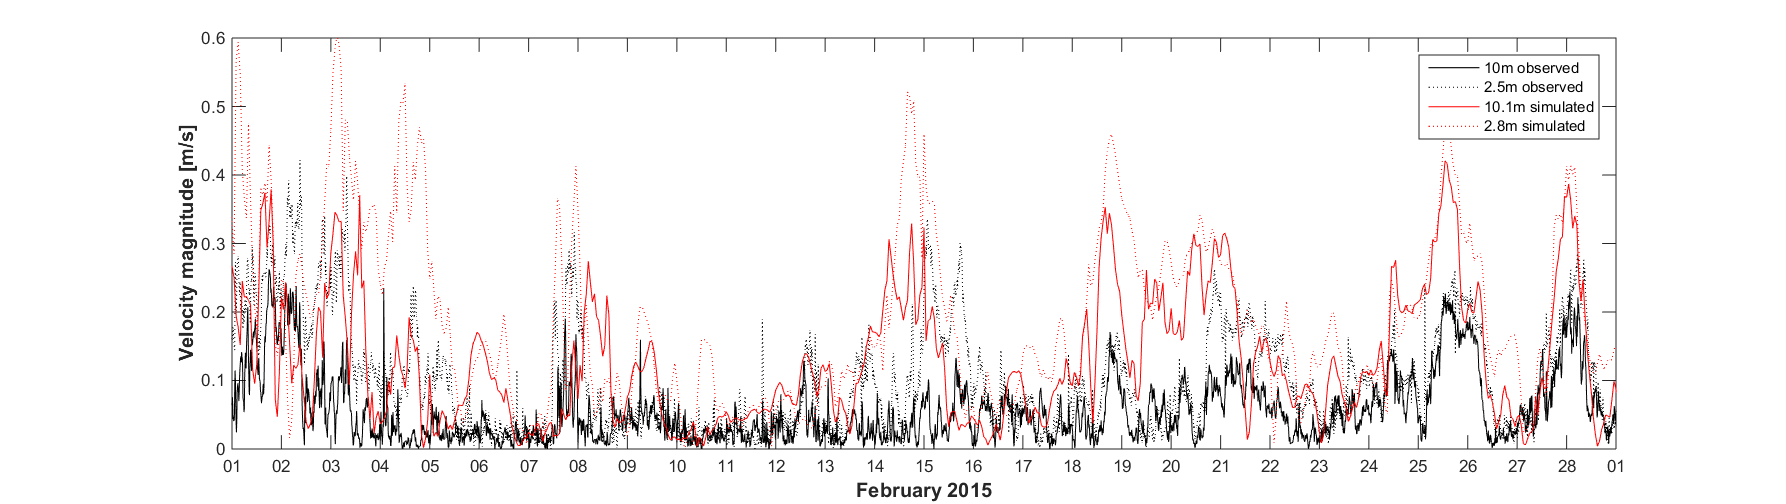 0.6
0.5
0.4
0.3
0.2
0.1
0
Velocity magnitude [m/s]
10m observed
2.5m observed
10.1m simulated
2.8m simulated
01 02 03 04 05 06 07 08 09 10 11 12 13 14 15 16 17 18 19 20 21 22 23 24 25 26 27 28 01
February 2015